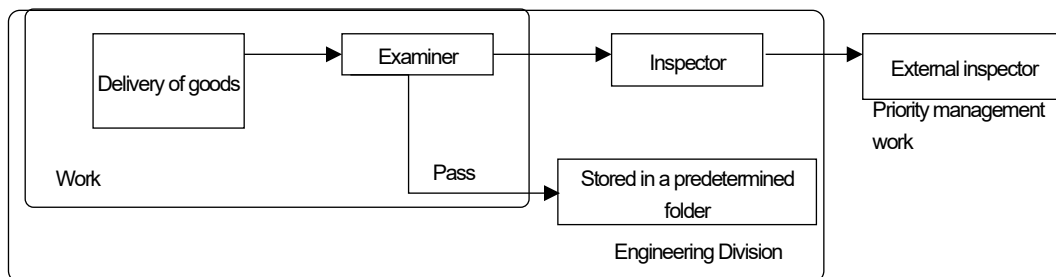 Delivery of goods
Examiner
Inspector
External inspector
Priority management
work
Work
Pass
Stored in a predetermined
folder
Engineering Division